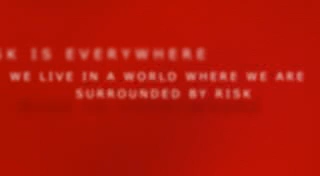 SK IS EVERYWHERE
WE LIVE IN A WORLD WHERE WE ARE
SURROUNDED BY RISK